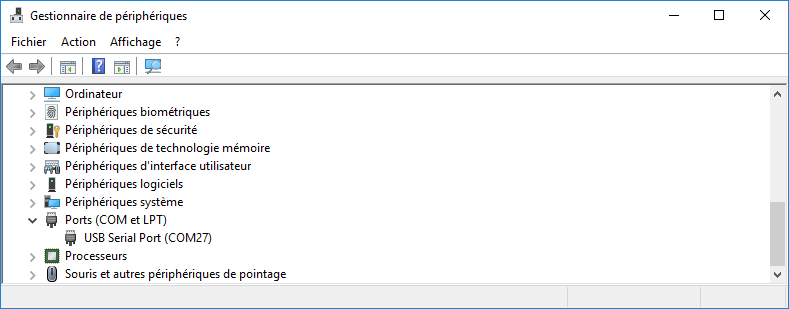 Gestionnaire de périphériques
Fichier Action Affichage ?
Ordinateur
Périphériques biométriques
Périphériques de sécurité
Périphériques de technologie mémoire
Périphériques d'interface utilisateur
Périphériques logiciels
Périphériques système
Ports (COM et LPT)
USB Serial Port (COM27)
Processeurs
Souris et autres périphériques de pointage